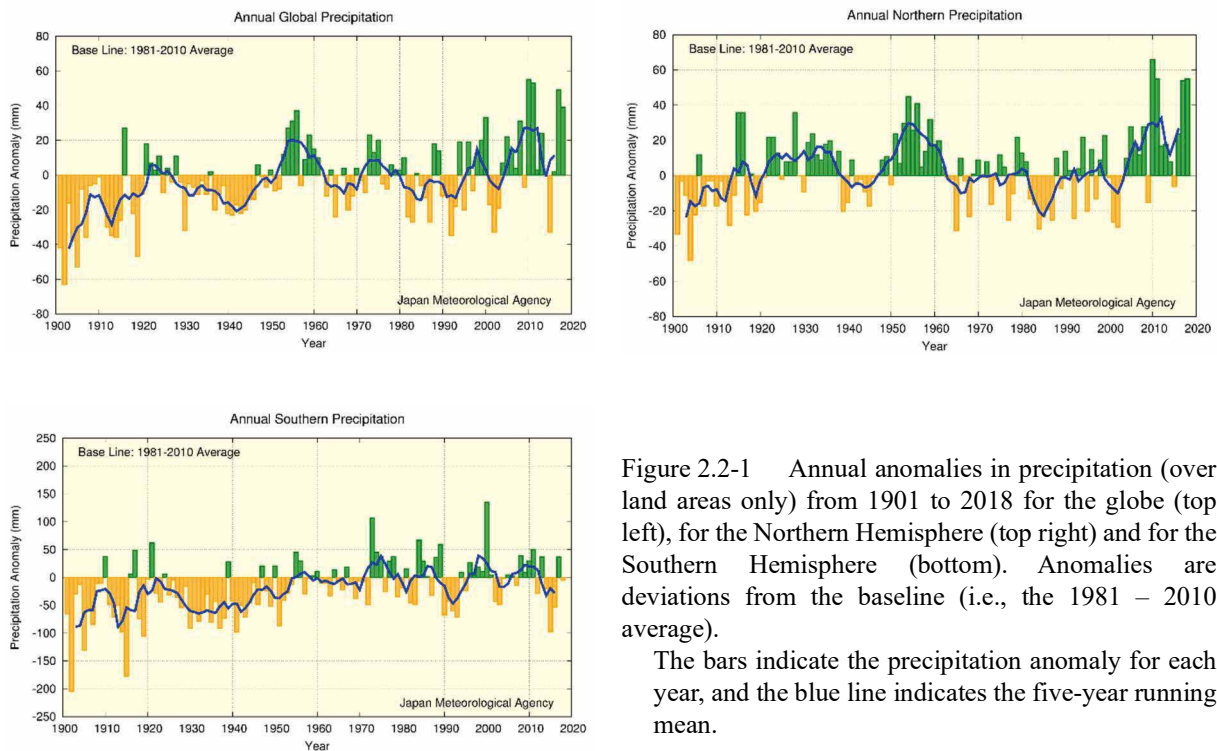 Annual Global Precipitation
80
60
40
20
0
-20
-40
-60
-80
Precipitation Anomaly (mm)
Base Line: 1981-2010 Average
Japan Meteorological Agency
1900 1910 1920 1930 1940 1950 1960 1970 1980 1990 2000 2010 2020
Year
Annual Northern Precipitation
80
60
40
20
0
-20
-40
-60
-80
Precipitation Anomaly (mm)
Base Line: 1981-2010 Average
Japan Meteorological Agency
1900 1910 1920 1930 1940 1950 1960 1970 1980 1990 2000 2010 2020
Year
Annual Southern Precipitation
250
200
150
100
50
0
-50
-100
-150
-200
-250
Precipitation Anomaly (mm)
Base Line: 1981-2010 Average
Japan Meteorological Agency
1900 1910 1920 1930 1940 1950 1960 1970 1980 1990 2000 2010 2020
Year
Figure 2.2-1 Annual anomalies in precipitation (over
land areas only) from 1901 to 2018 for the globe (top
left), for the Northern Hemisphere (top right) and for the
Southern Hemisphere (bottom). Anomalies are
deviations from the baseline (i.e., the 1981 – 2010
average).
The bars indicate the precipitation anomaly for each
year, and the blue line indicates the five-year running
mean.